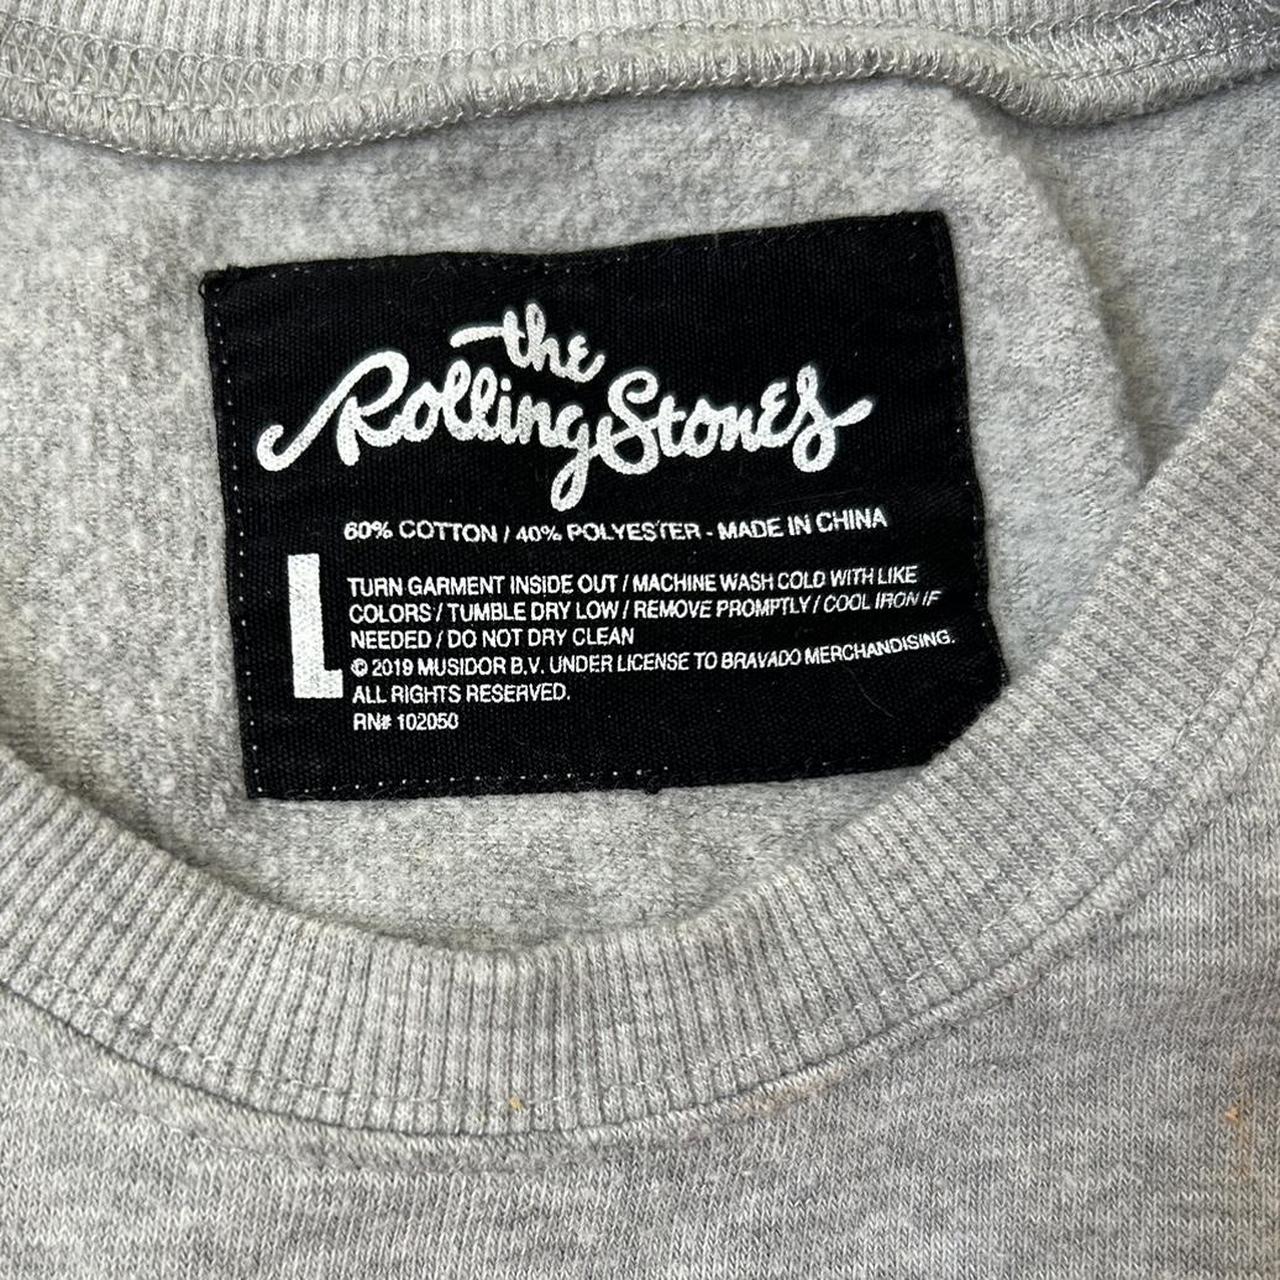 the
Rolling Stones
60% COTTON / 40% POLYESTER - MADE IN CHINA
L
TURN GARMENT INSIDE OUT / MACHINE WASH COLD WITH LIKE
COLORS / TUMBLE DRY LOW / REMOVE PROMPTLY / COOL IRON IF
NEEDED / DO NOT DRY CLEAN
© 2019 MUSIDOR B.V. UNDER LICENSE TO BRAVADO MERCHANDISING.
ALL RIGHTS RESERVED.
RN# 102050